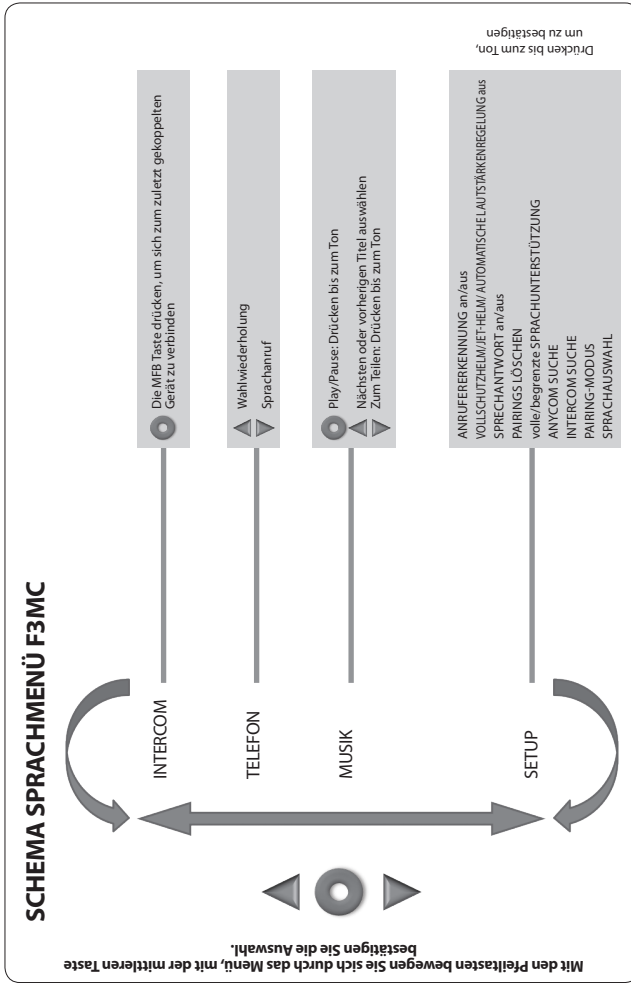 SCHEMA SPRACHMENÜ F3MC
Mit den Pfeiltasten bewegen Sie sich durch das Menü, mit der mittleren Taste
bestätigen Sie die Auswahl.
INTERCOM
Die MFB Taste drücken, um sich zum zuletzt gekoppelten
Gerät zu verbinden
TELEFON
Wahlwiederholung
Sprachanruf
MUSIK
Play/Pause: Drücken bis zum Ton
Nächsten oder vorherigen Titel auswählen
Zum Teilen: Drücken bis zum Ton
SETUP
ANRUFERERKENNUNG an/aus
VOLLSCHUTZHELM/JET-HELM/ AUTOMATISCHE LAUTSTÄRKENREGELUNG aus
SPRECHANTWORT an/aus
PAIRINGS LÖSCHEN
volle/begrenzte SPRACHUNTERSTÜTZUNG
ANYCOM SUCHE
INTERCOM SUCHE
PAIRING-MODUS
SPRACHAUSWAHL
Drücken bis zum Ton,
um zu bestätigen